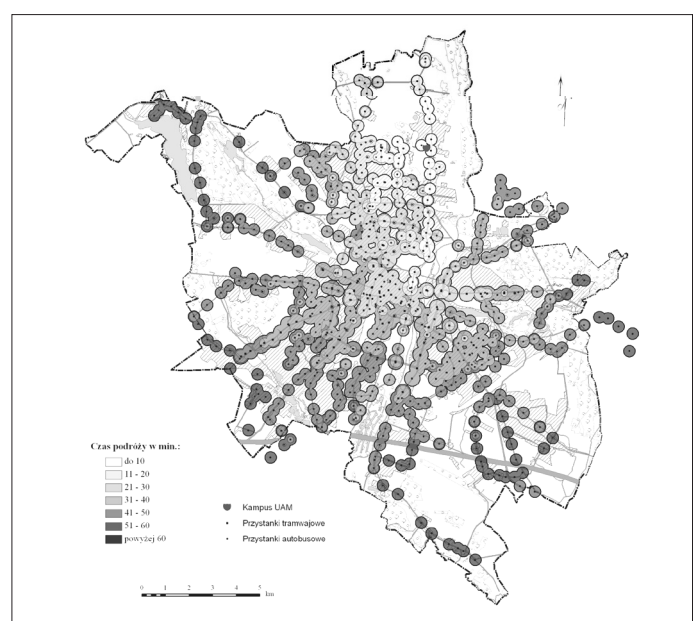 Czas podróży w min.:
do 10
11 - 20
21 - 30
31 - 40
41 - 50
51 - 60
powyżej 60
Kampus UAM
Przystanki tramwajowe
Przystanki autobusowe
0 1 2 3 4 5
km